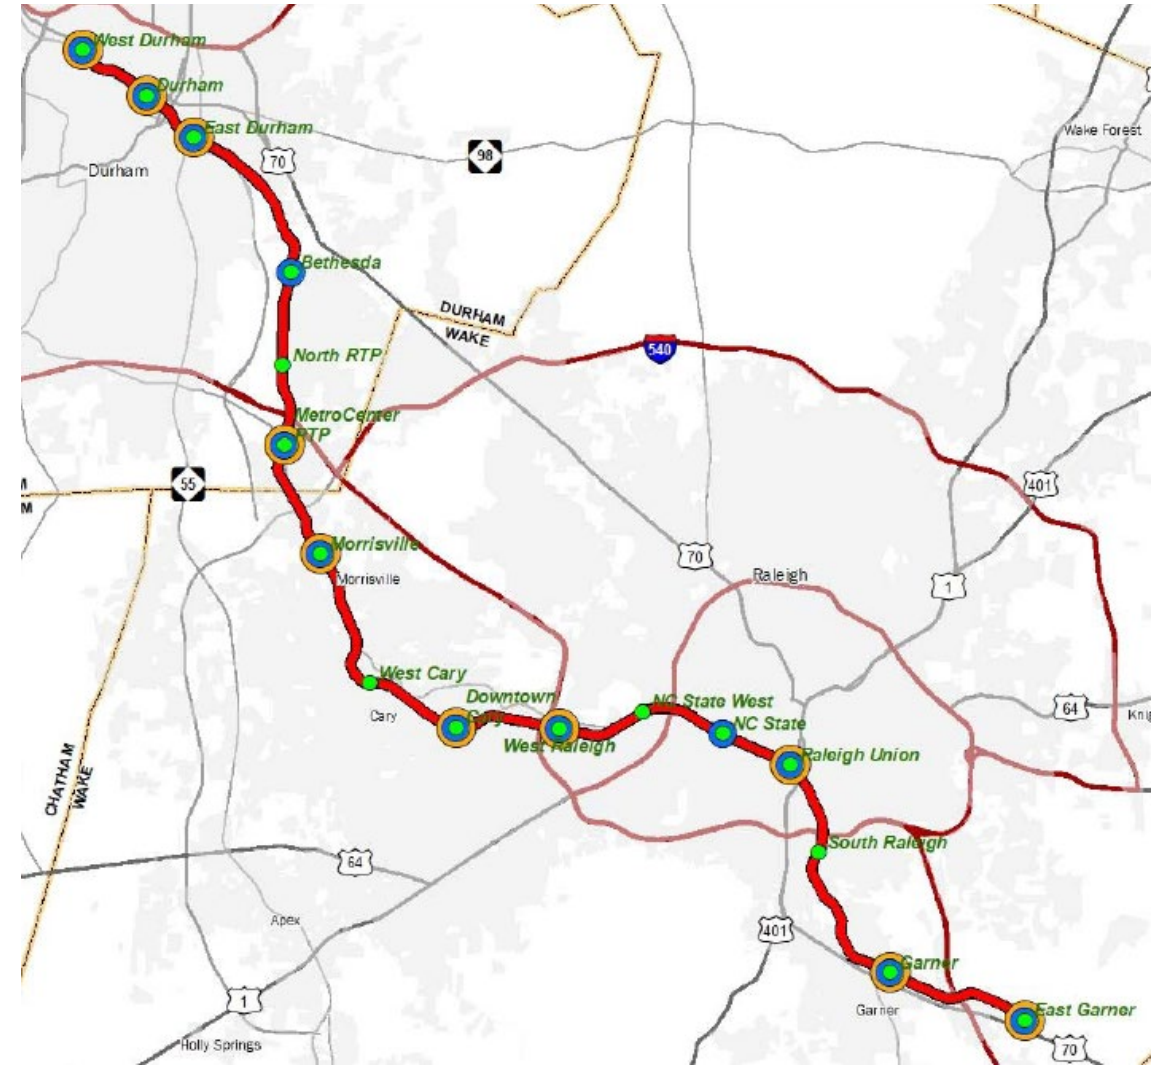 West Durham
Durham
East Durham
70
98
Wake Forest
Durham
Bethesda
DURHAM
WAKE
North RTP
540
MetroCenter
RTP
55
401
Morrisville
Morrisville
70
Raleigh
1
West Cary
Downtown
Cary
Cary
West Raleigh
NC State West
NC State
64
Raleigh Union
CHATHAM
WAKE
South Raleigh
64
Apex
401
Garner
Garner
East Garner
1
Holly Springs
70